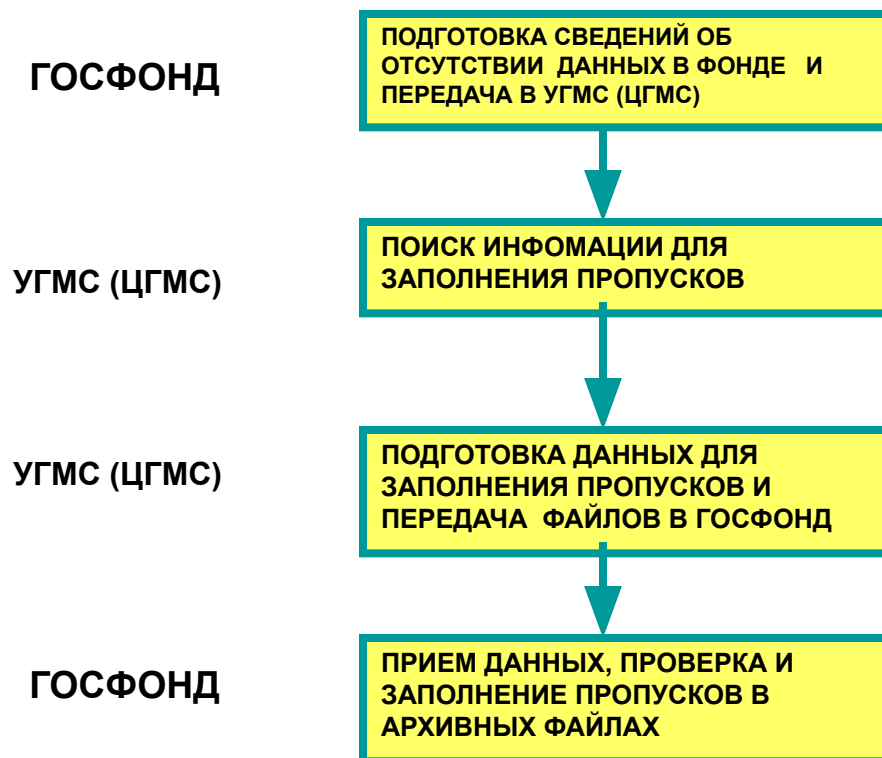 ГОСФОНД
ПОДГОТОВКА СВЕДЕНИЙ ОБ
ОТСУТСТВИИ ДАННЫХ В ФОНДЕ И
ПЕРЕДАЧА В УГМС (ЦГМС)
УГМС (ЦГМС)
ПОИСК ИНФОМАЦИИ ДЛЯ
ЗАПОЛНЕНИЯ ПРОПУСКОВ
УГМС (ЦГМС)
ПОДГОТОВКА ДАННЫХ ДЛЯ
ЗАПОЛНЕНИЯ ПРОПУСКОВ И
ПЕРЕДАЧА ФАЙЛОВ В ГОСФОНД
ГОСФОНД
ПРИЕМ ДАННЫХ, ПРОВЕРКА И
ЗАПОЛНЕНИЕ ПРОПУСКОВ В
АРХИВНЫХ ФАЙЛАХ